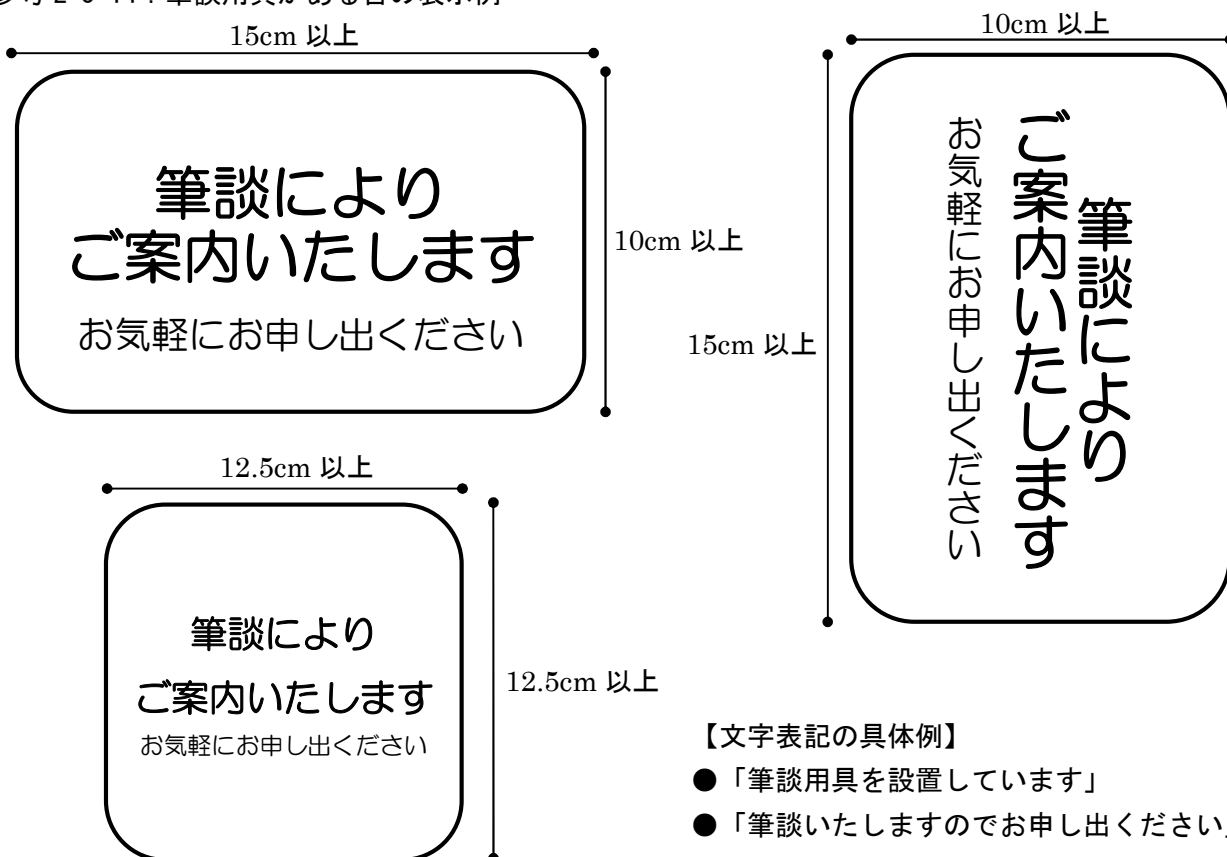 15cm 以上
筆談により
ご案内いたします
お気軽にお申し出ください
10cm 以上
12.5cm 以上
筆談により
ご案内いたします
お気軽にお申し出ください
12.5cm 以上
10cm 以上
15cm 以上
筆談により
ご案内いたします
お気軽にお申し出ください
【文字表記の具体例】
●「筆談用具を設置しています」
●「筆談いたしますのでお申し出ください」